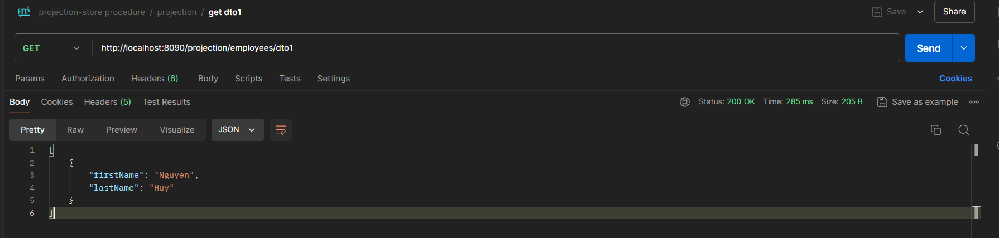 HTTP projection-store procedure / projection / get dto1 Save Share
GET http://localhost:8090/projection/employees/dto1 Send
Params Authorization Headers (6) Body Scripts Tests Settings Cookies
Body Cookies Headers (5) Test Results Status: 200 OK Time: 285 ms Size: 205 B Save as example
Pretty Raw Preview Visualize JSON
1 [
2 {
3 "firstName": "Nguyen",
4 "lastName": "Huy"
5 }
6 ]